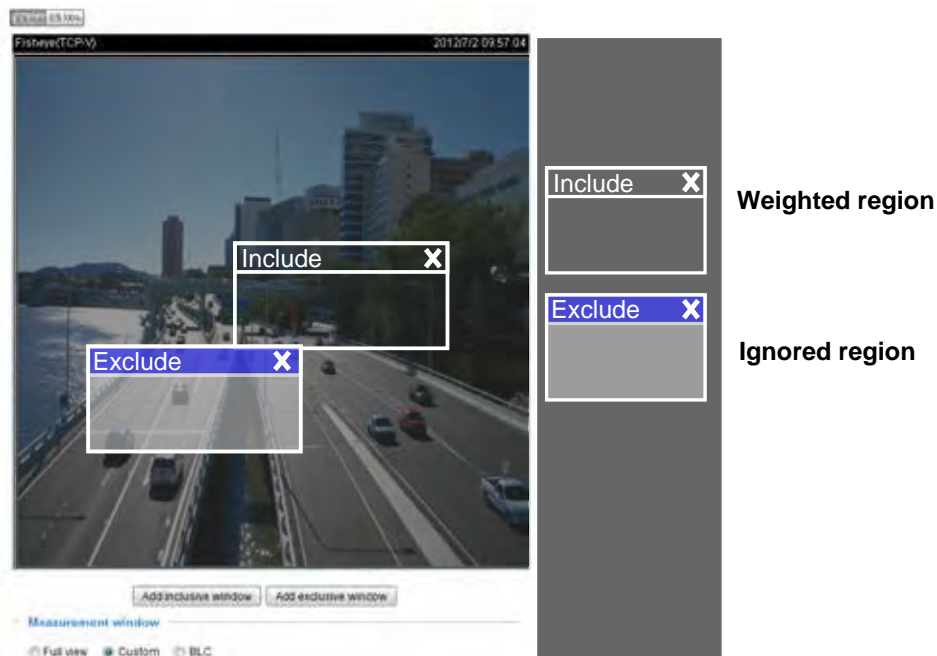 Fisheye(TCP-V)
2012/7/2 09:57:04
Include
Exclude
Include
Weighted region
Exclude
Ignored region
Add inclusive window
Add exclusive window
Measurement window
Full view
Custom
BLC